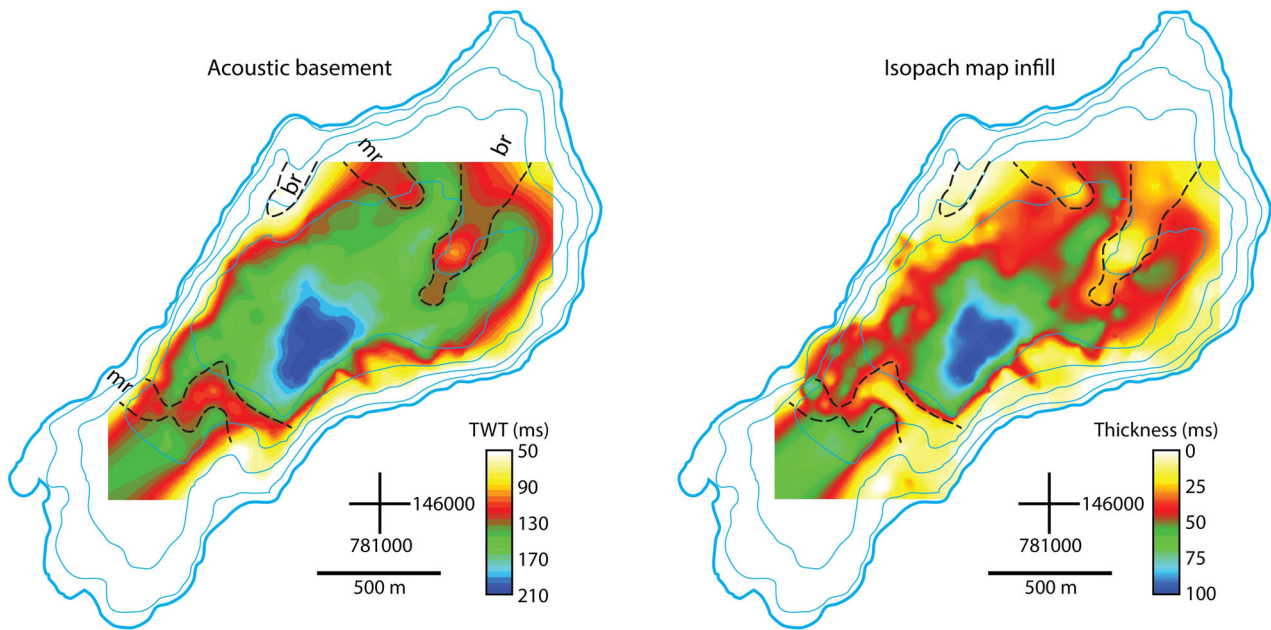 Acoustic basement
br
mr
br
mr
TWT (ms)
50
90
130
170
210
146000
781000
500 m
Isopach map infill
Thickness (ms)
0
25
50
75
100
146000
781000
500 m